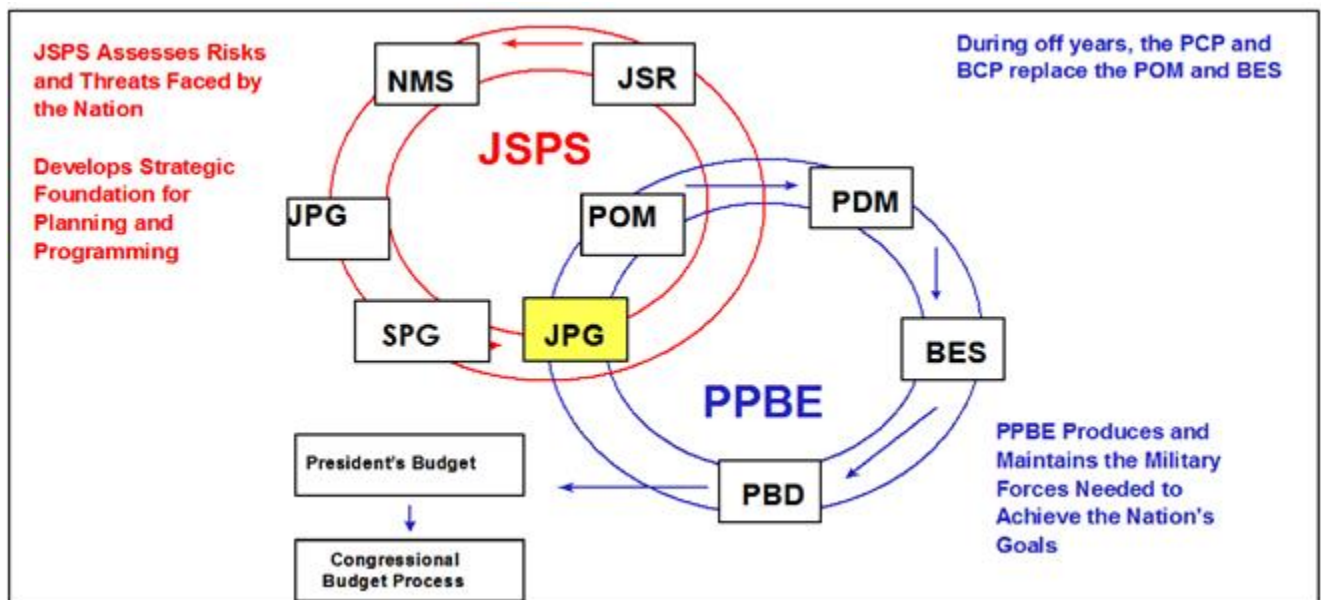 JSPS Assesses Risks
and Threats Faced by
the Nation
Develops Strategic
Foundation for
Planning and
Programming
During off years, the PCP and
BCP replace the POM and BES
NMS
JSR
JSPS
JPG
POM
PDM
SPG
JPG
BES
PPBE
PBD
PPBE Produces and
Maintains the Military
Forces Needed to
Achieve the Nation's
Goals
President's Budget
Congressional
Budget Process